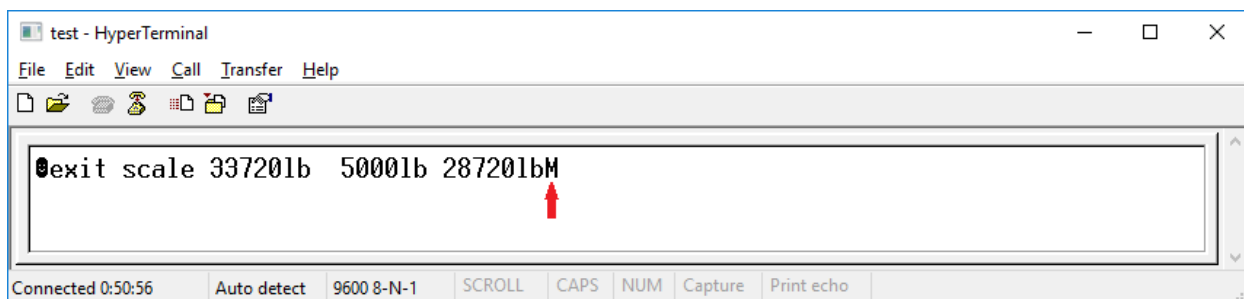 test - HyperTerminal
File Edit View Call Transfer Help
☻exit scale 33720lb  5000lb 28720lbM
Connected 0:50:56 Auto detect 9600 8-N-1 SCROLL CAPS NUM Capture Print echo